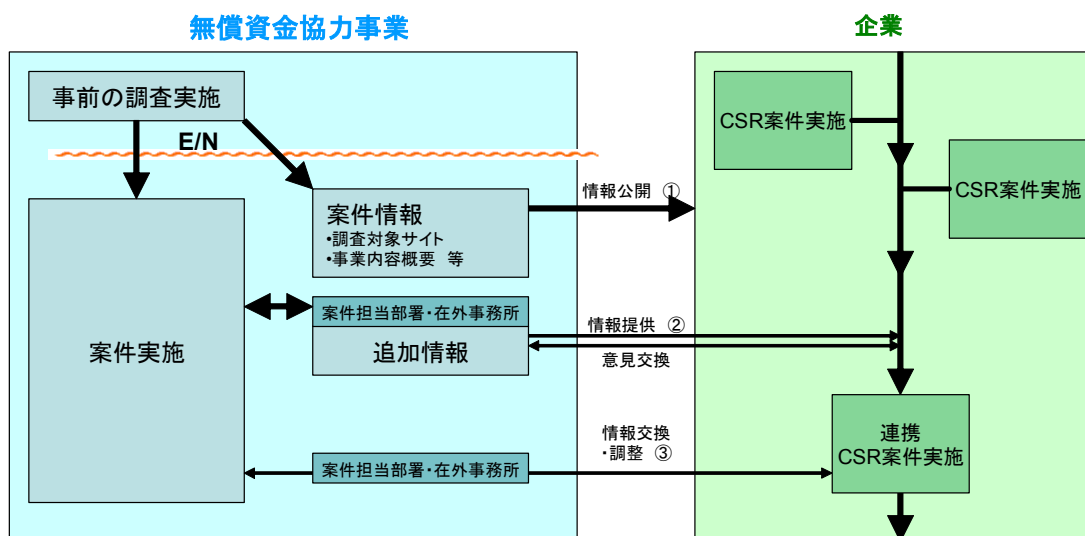 無償資金協力事業
企業
事前の調査実施
E/N
案件情報
•調査対象サイト
•事業内容概要 等
案件実施
案件担当部署・在外事務所
追加情報
案件担当部署・在外事務所
情報公開 ①
情報提供 ②
意見交換
情報交換
・調整 ③
CSR案件実施
CSR案件実施
連携
CSR案件実施